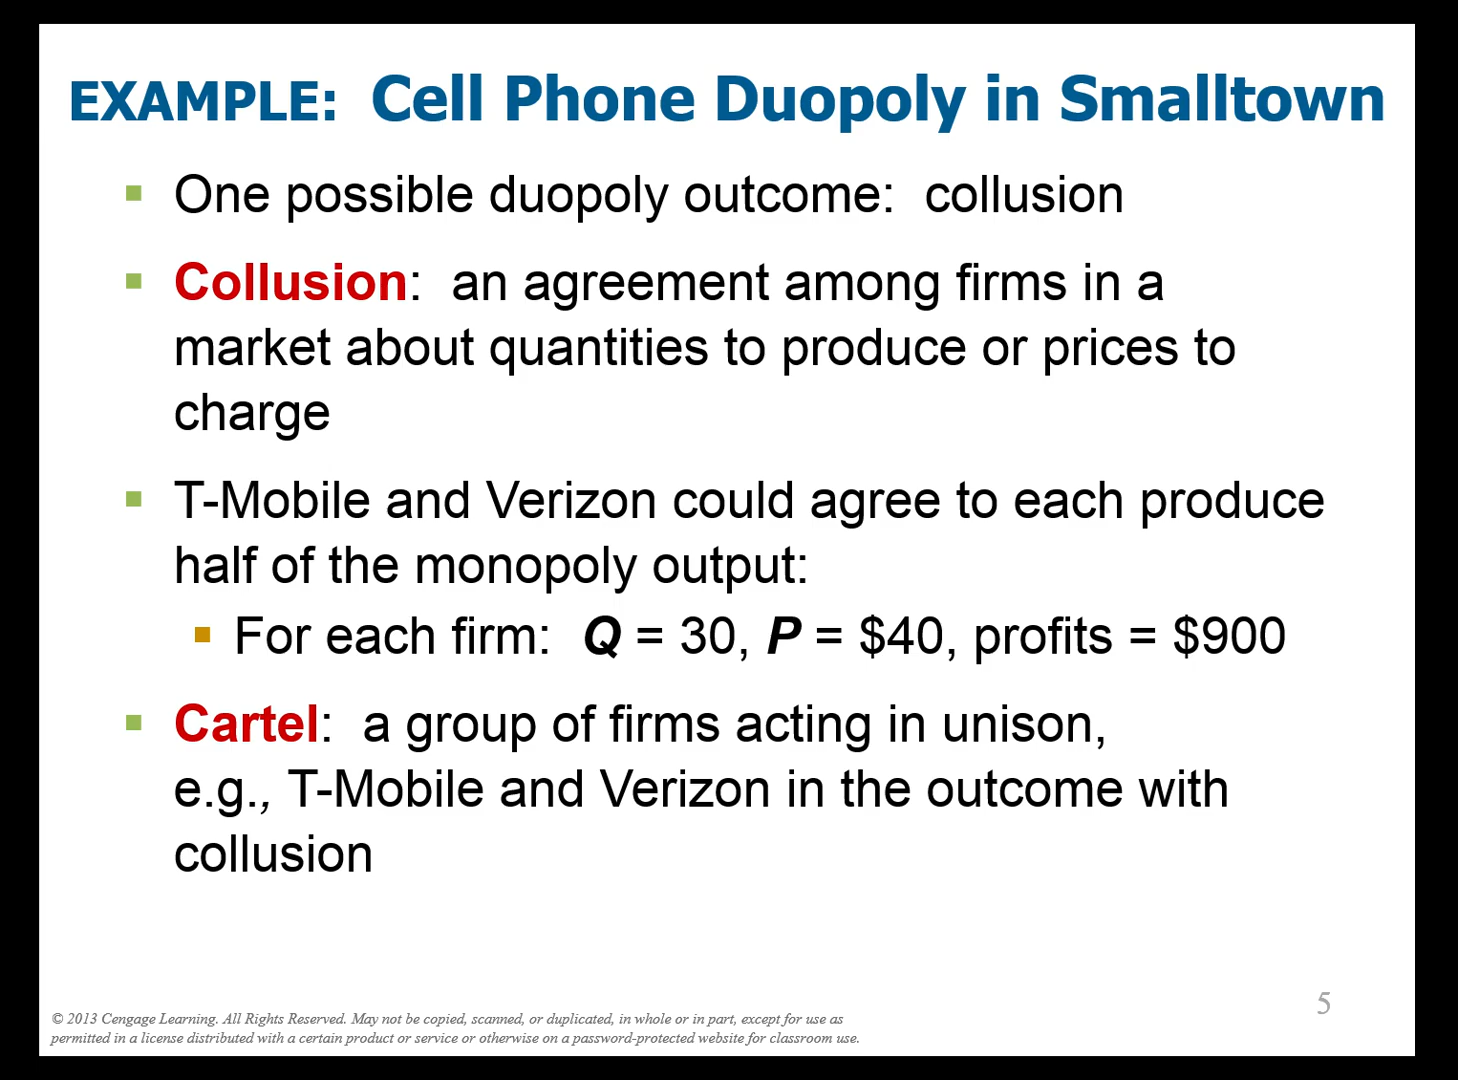 EXAMPLE: Cell Phone Duopoly in Smalltown
▪ One possible duopoly outcome: collusion
▪ Collusion: an agreement among firms in a
market about quantities to produce or prices to
charge
▪ T-Mobile and Verizon could agree to each produce
half of the monopoly output:
▪ For each firm: Q = 30, P = $40, profits = $900
▪ Cartel: a group of firms acting in unison,
e.g., T-Mobile and Verizon in the outcome with
collusion
5
© 2013 Cengage Learning. All Rights Reserved. May not be copied, scanned, or duplicated, in whole or in part, except for use as
permitted in a license distributed with a certain product or service or otherwise on a password-protected website for classroom use.